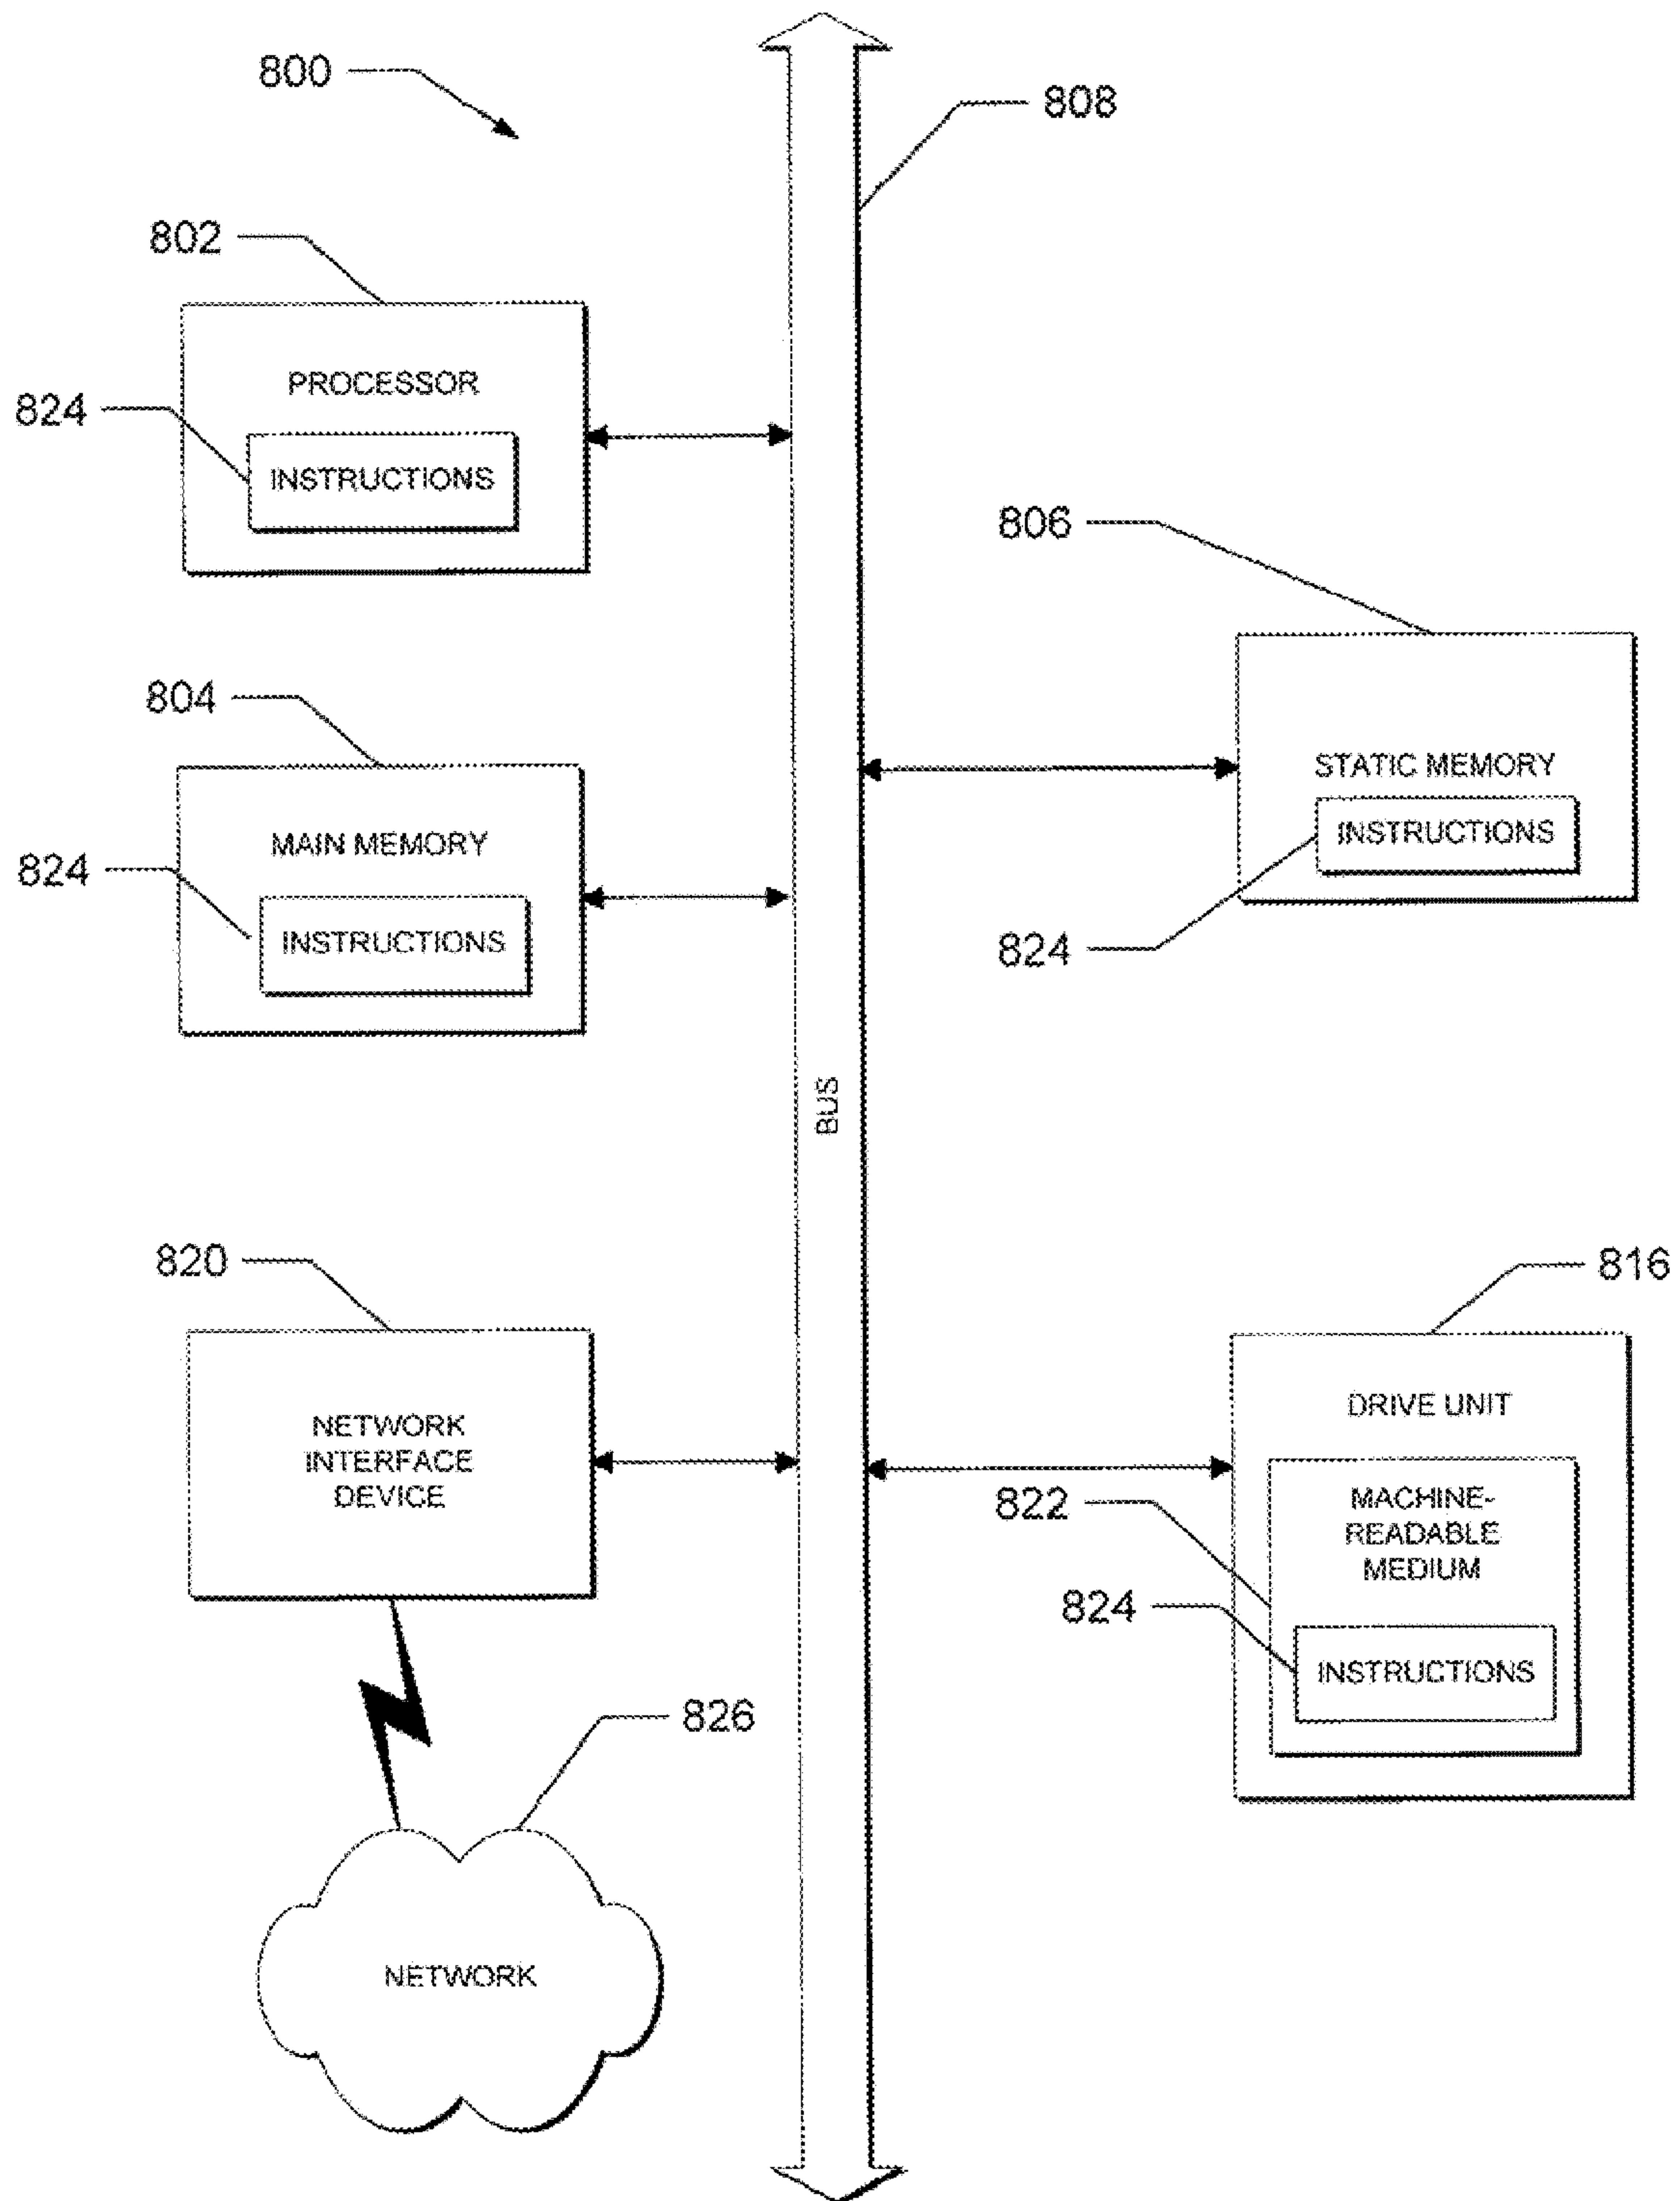 800
808
802
PROCESSOR
824
INSTRUCTIONS
806
STATIC MEMORY
INSTRUCTIONS
824
804
MAIN MEMORY
824
INSTRUCTIONS
BUS
820
NETWORK
INTERFACE
DEVICE
816
DRIVE UNIT
822
MACHINE-
READABLE
MEDIUM
824
INSTRUCTIONS
826
NETWORK